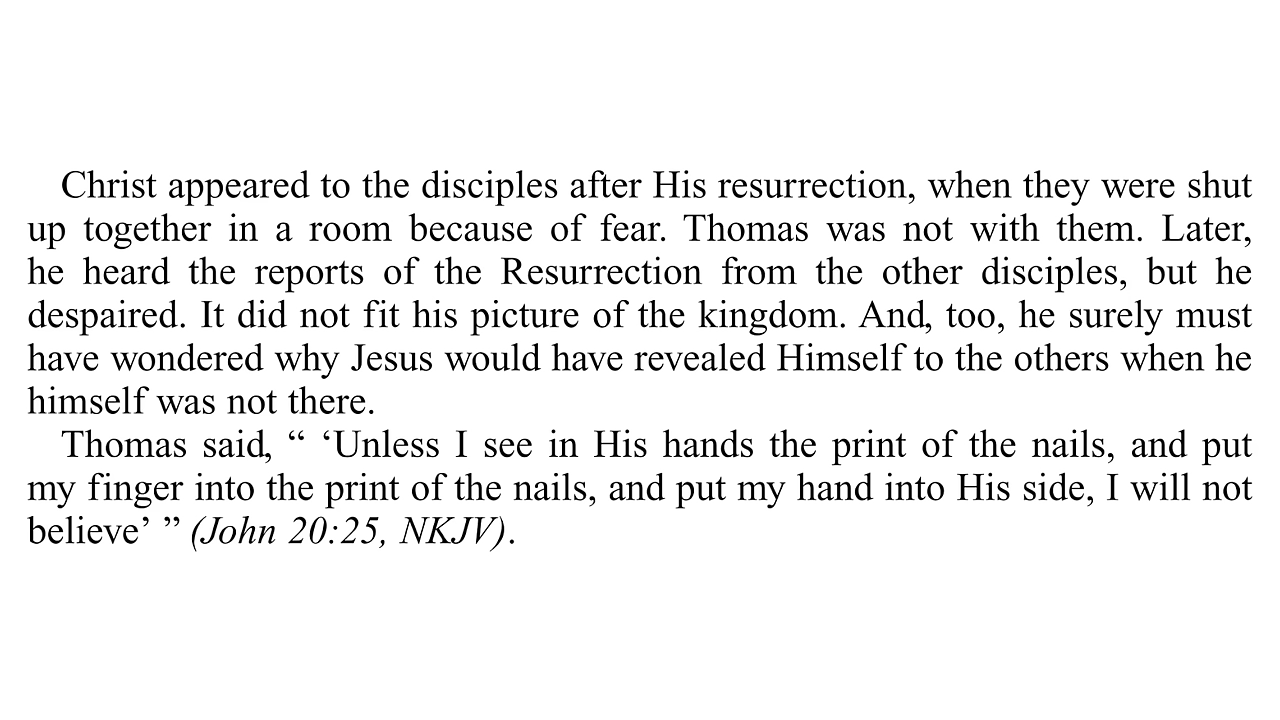 Christ appeared to the disciples after His resurrection, when they were shut
up together in a room because of fear. Thomas was not with them. Later,
he heard the reports of the Resurrection from the other disciples, but he
despaired. It did not fit his picture of the kingdom. And, too, he surely must
have wondered why Jesus would have revealed Himself to the others when he
himself was not there.
Thomas said, “ ‘Unless I see in His hands the print of the nails, and put
my finger into the print of the nails, and put my hand into His side, I will not
believe’ ” (John 20:25, NKJV).